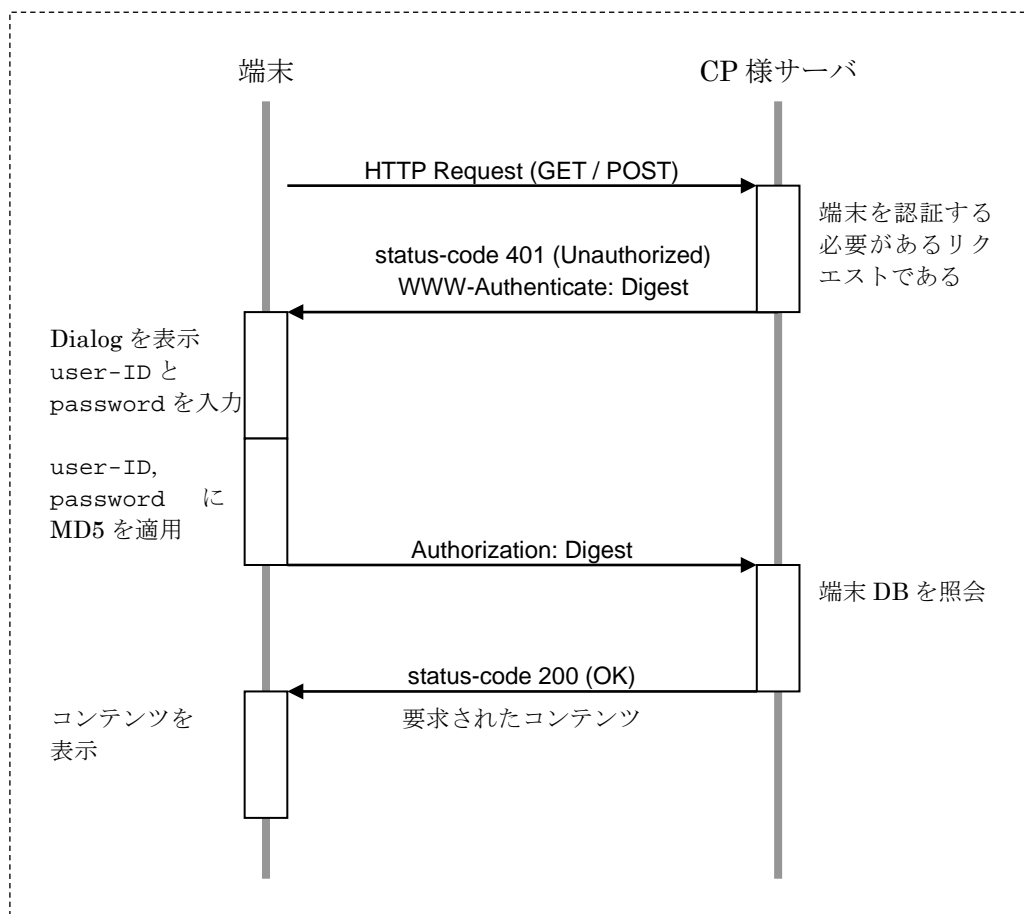 端末
CP 様サーバ
HTTP Request (GET / POST)
端末を認証する
必要があるリク
エストである
status-code 401 (Unauthorized)
WWW-Authenticate: Digest
Dialog を表示
user-ID と
password を入力
user-ID,
password に
MD5 を適用
Authorization: Digest
端末 DB を照会
status-code 200 (OK)
要求されたコンテンツ
コンテンツを
表示